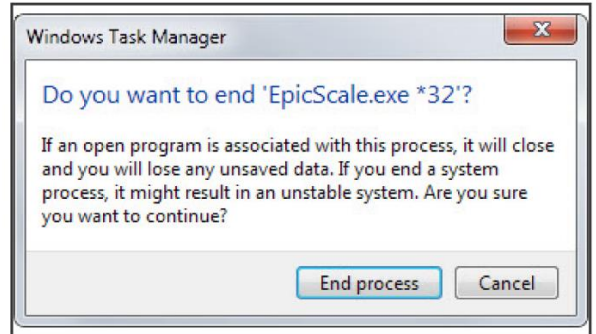 Windows Task Manager
Do you want to end 'EpicScale.exe *32'?
If an open program is associated with this process, it will close
and you will lose any unsaved data. If you end a system
process, it might result in an unstable system. Are you sure
you want to continue?
End process Cancel